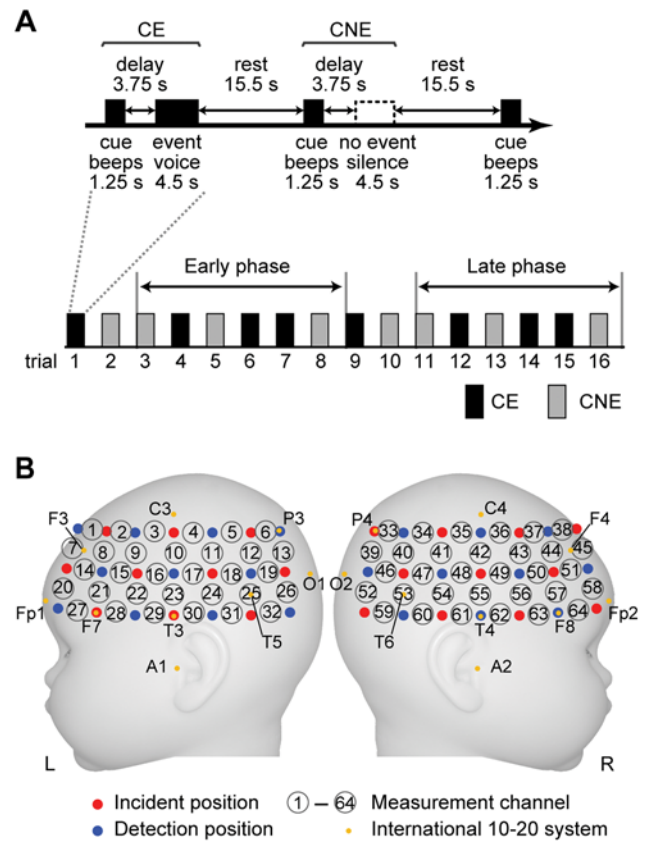 A
CE CNE
delay rest delay rest
3.75 s 15.5 s 3.75 s 15.5 s
cue event cue no event cue
beeps voice beeps silence beeps
1.25 s 4.5 s 1.25 s 4.5 s 1.25 s
Early phase Late phase
trial 1 2 3 4 5 6 7 8 9 10 11 12 13 14 15 16
CE CNE
B
C3 C4
F3 P3 P4 F4
1 2 3 4 5 6 33 34 35 36 37 38
7 8 9 10 11 12 13 39 40 41 42 43 44 45
14 15 16 17 18 19 46 47 48 49 50 51
O1 O2
20 21 22 23 24 25 26 52 53 54 55 56 57 58
Fp1 27 28 29 30 31 32 59 60 61 62 63 64 Fp2
F7 T3 T5 T6 T4 F8
A1 A2
L R
Incident position 1 – 64 Measurement channel
Detection position International 10-20 system